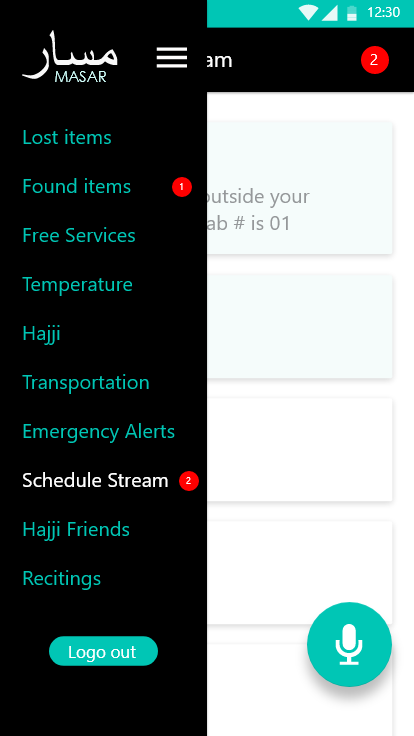 12:30
مسار
MASAR
am
2
Lost items
Found items 1
outside your
ab # is 01
Free Services
Temperature
Hajji
Transportation
Emergency Alerts
Schedule Stream 2
Hajji Friends
Recitings
Logo out